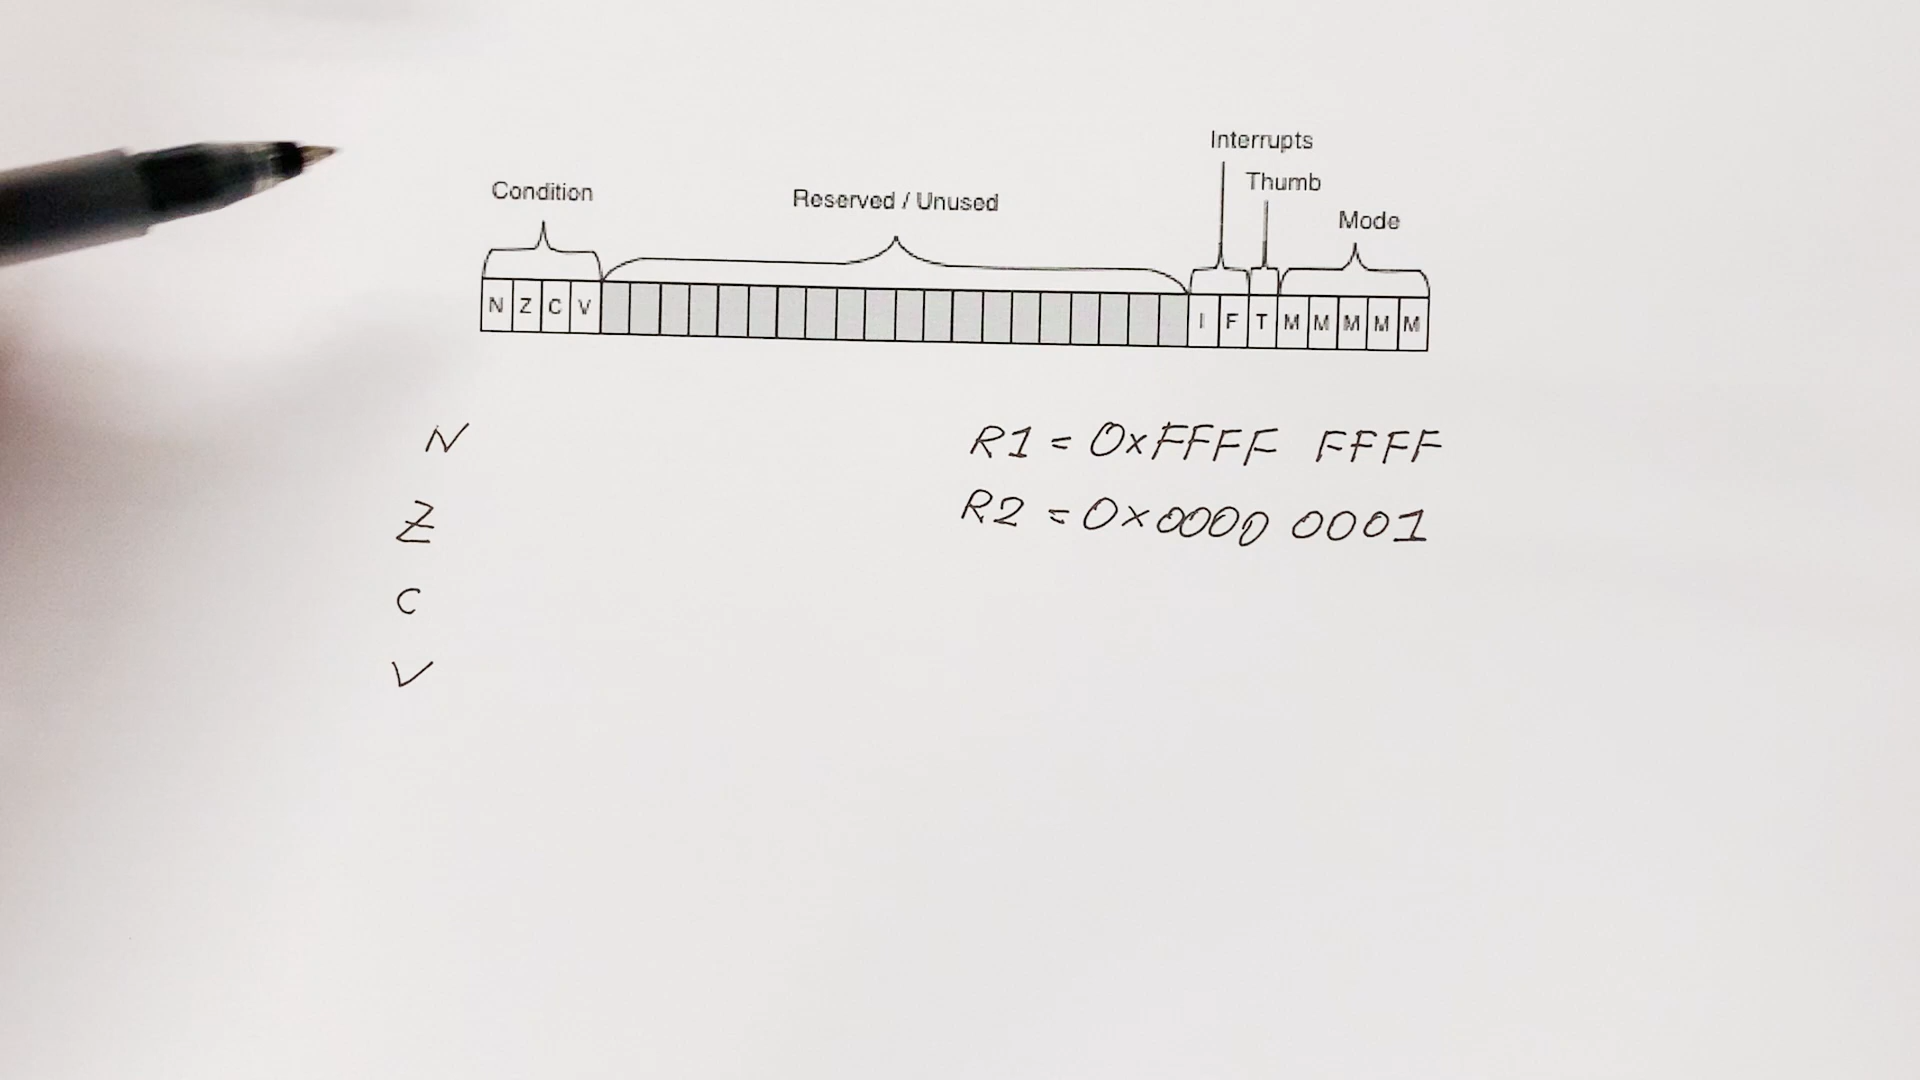 Interrupts
Thumb
Condition
Reserved / Unused
Mode
N Z C V I F T M M M M M
N
R1 = 0xFFFF FFFF
Z
R2 = 0x0000 0001
C
V